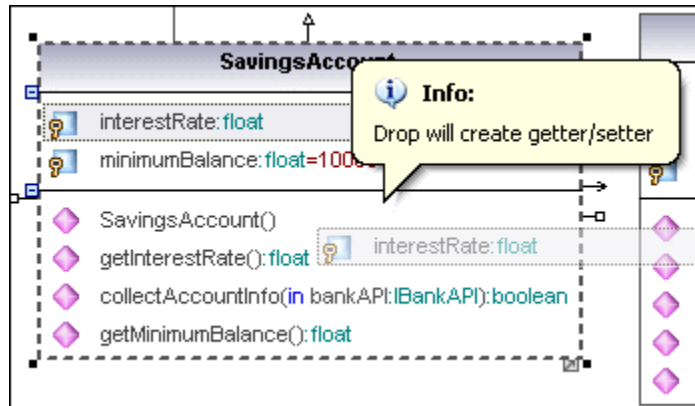 SavingsAccount
Info:
Drop will create getter/setter
interestRate:float
minimumBalance:float=10000
SavingsAccount()
getInterestRate():float
interestRate:float
collectAccountInfo(in bankAPI:IBankAPI):boolean
getMinimumBalance():float